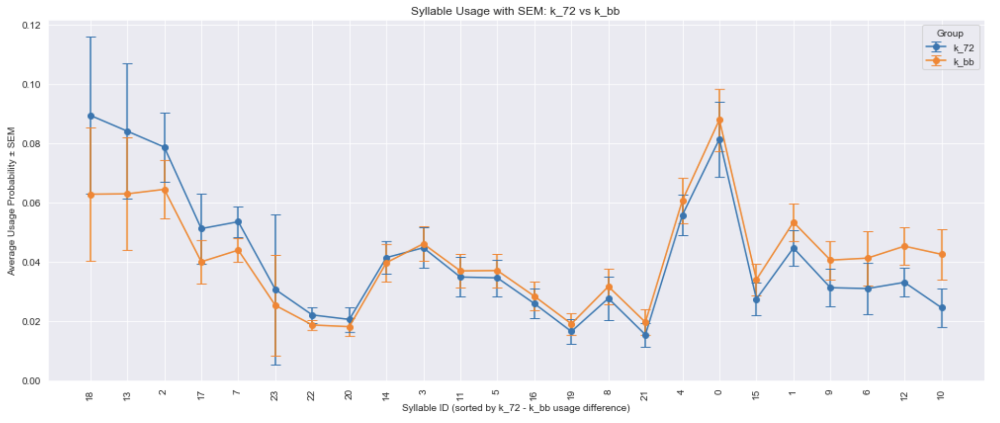 Syllable Usage with SEM: k_72 vs k_bb
Group
k_72
k_bb
Average Usage Probability ± SEM
0.12
0.10
0.08
0.06
0.04
0.02
0.00
18 13 2 17 7 23 22 20 14 3 11 5 16 19 8 21 4 0 15 1 9 6 12 10
Syllable ID (sorted by k_72 - k_bb usage difference)